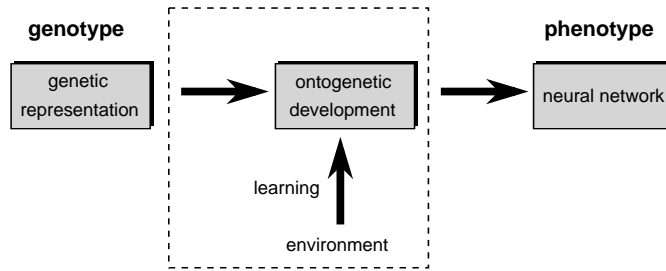 genotype
genetic
representation
ontogenetic
development
learning
environment
phenotype
neural network